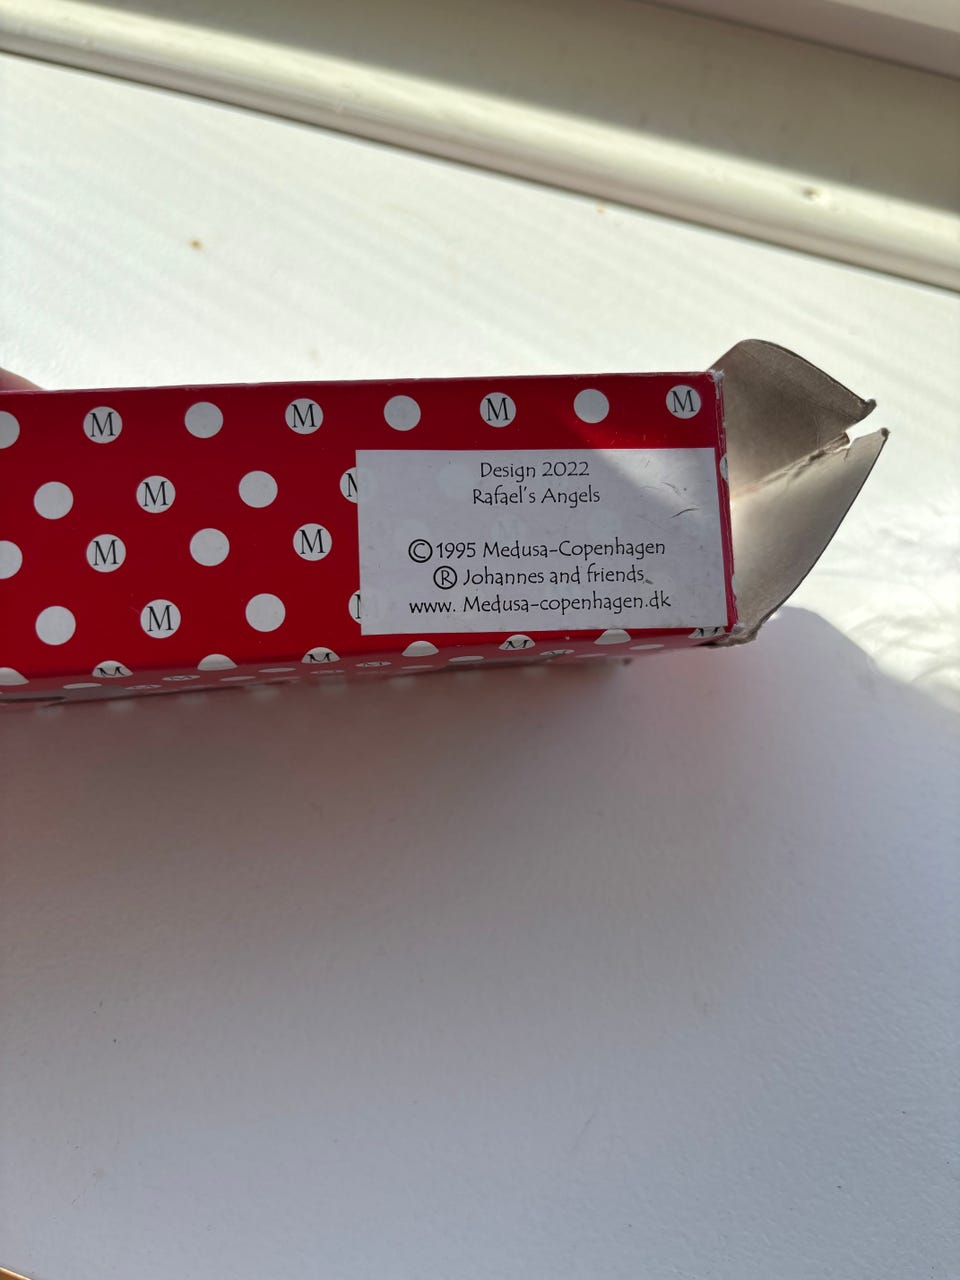 M M M M
Design 2022
Rafael's Angels
M M
M M
©1995 Medusa-Copenhagen
® Johannes and friends
www. Medusa-copenhagen.dk
M M
M M M M